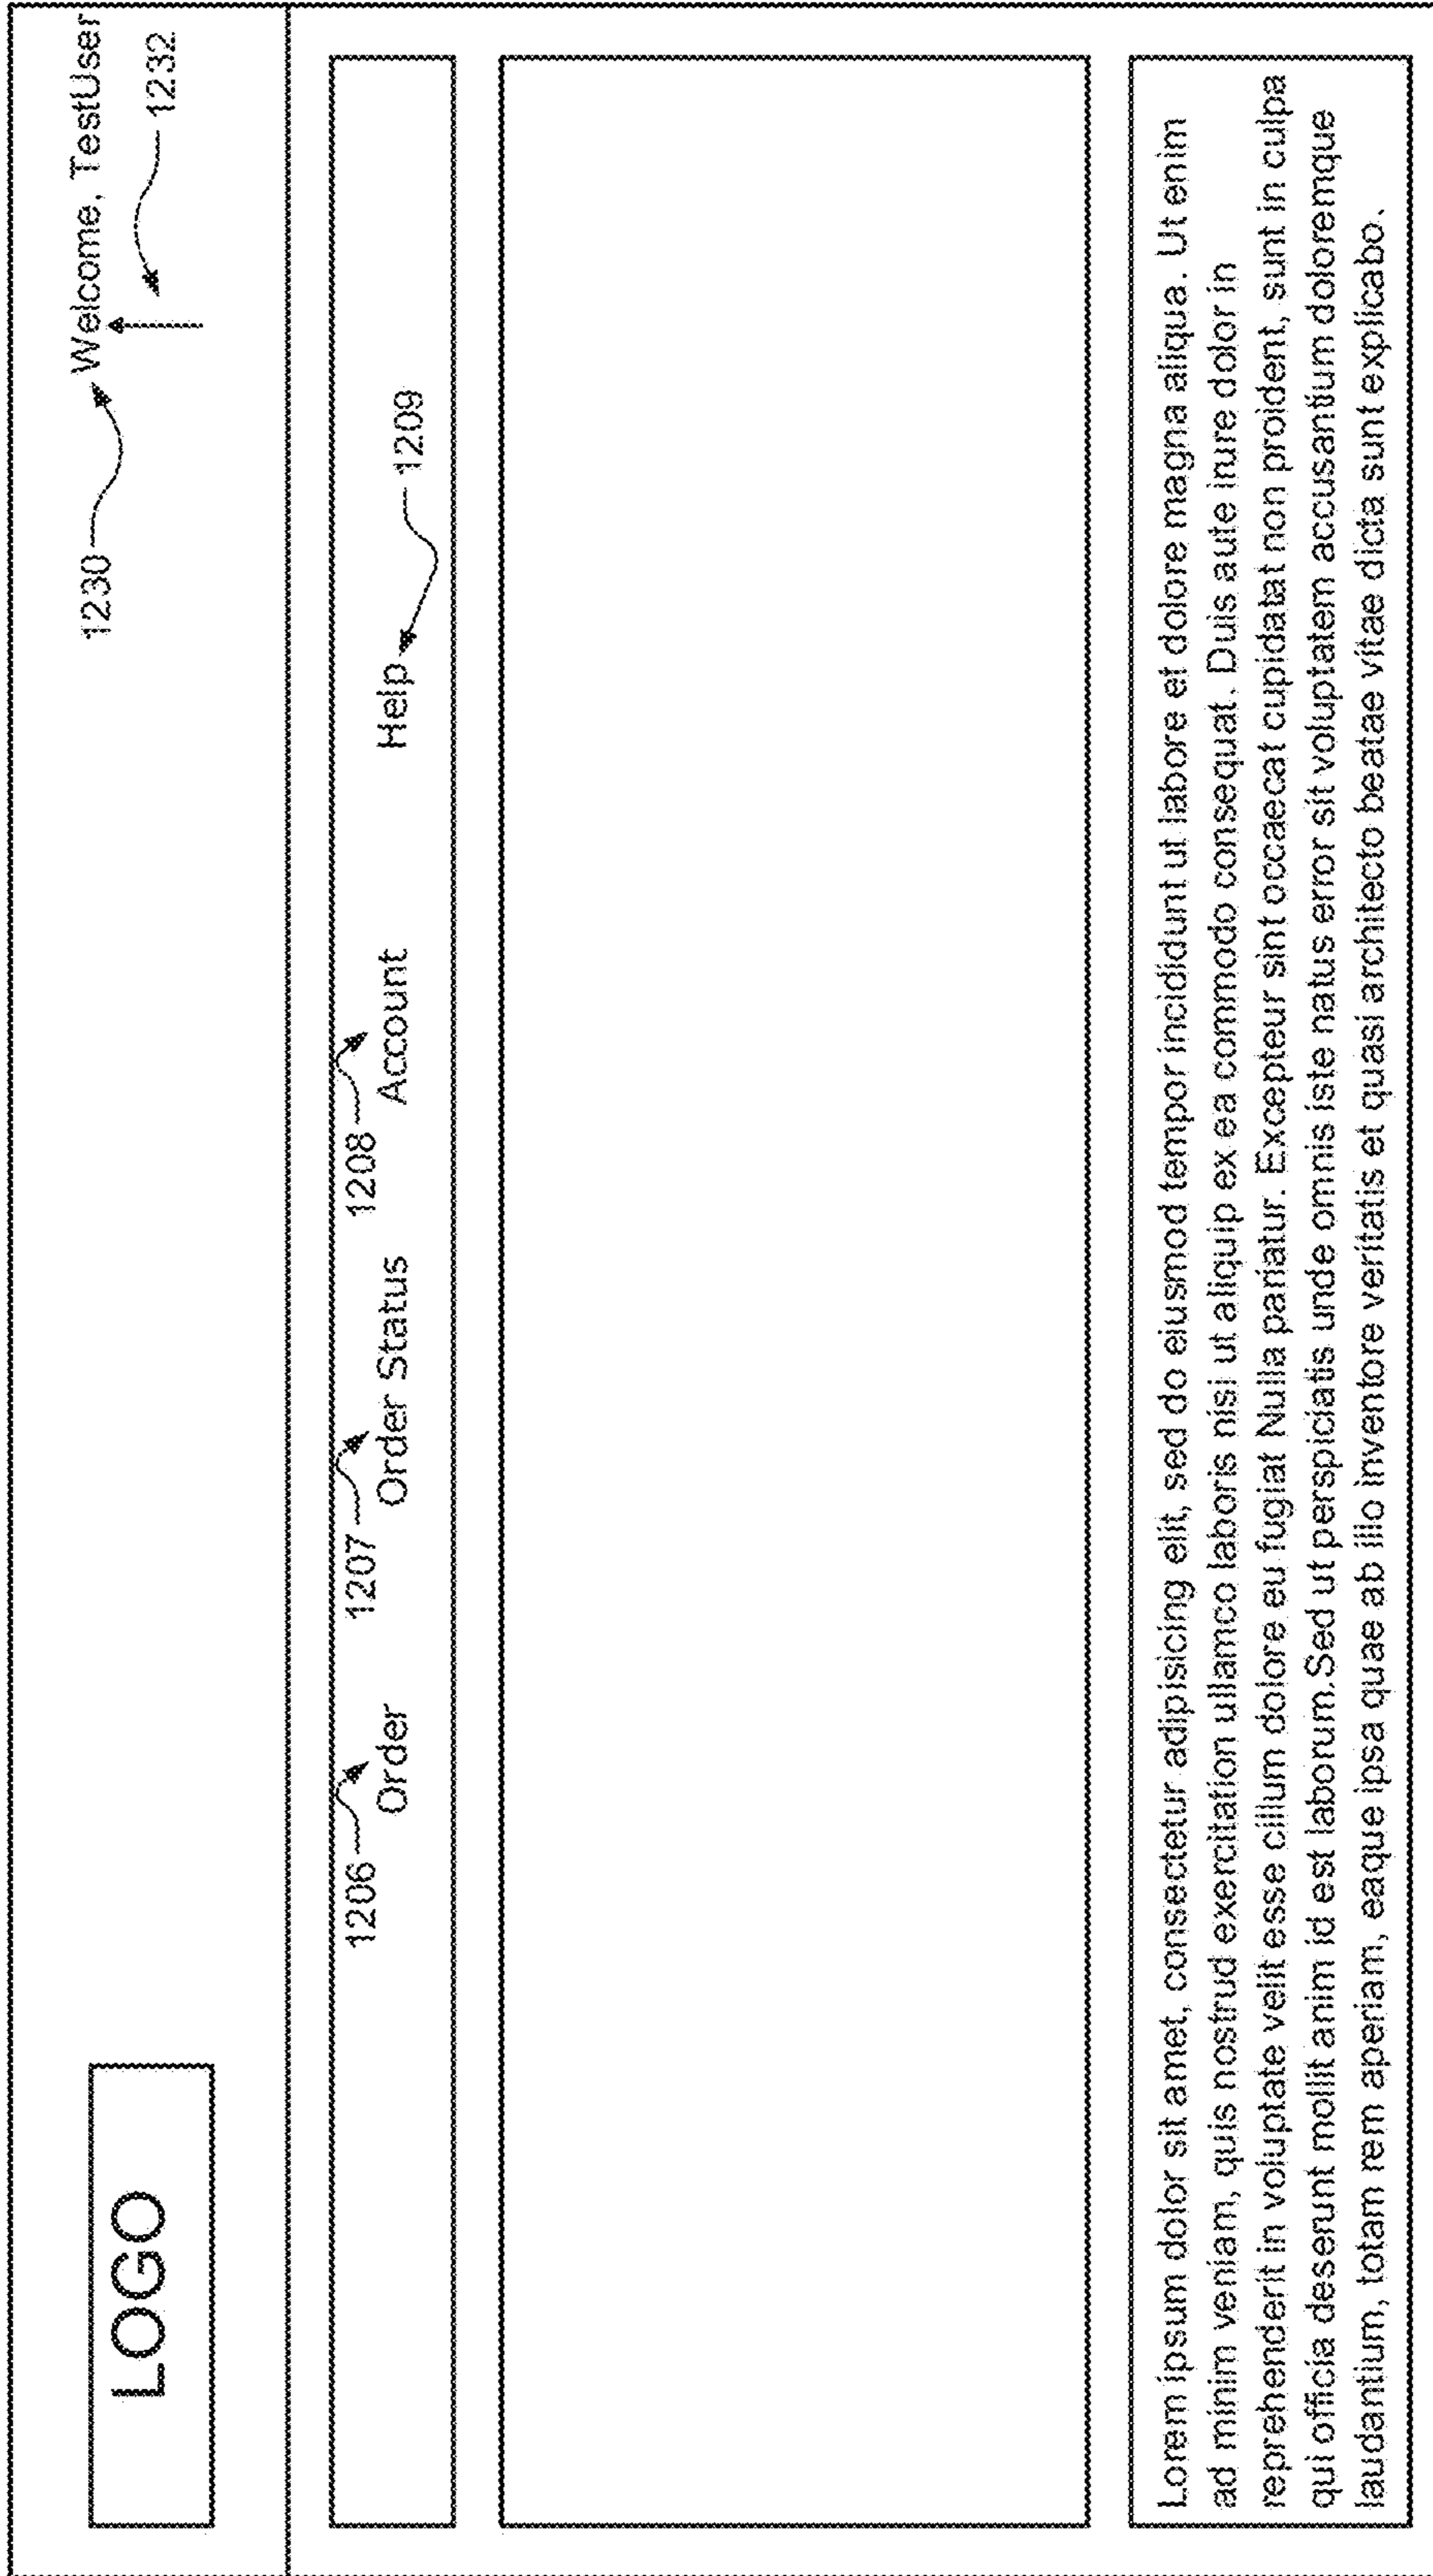 1230
Welcome, TestUser
1232
LOGO
1206
1207
1208
Order
Order Status
Account
Help
1209
Lorem ipsum dolor sit amet, consectetur adipisicing elit, sed do eiusmod tempor incididunt ut labore et dolore magna aliqua. Ut enim
ad minim veniam, quis nostrud exercitation ullamco laboris nisi ut aliquip ex ea commodo consequat. Duis aute irure dolor in
reprehenderit in voluptate velit esse cillum dolore eu fugiat Nulla pariatur. Excepteur sint occaecat cupidatat non proident, sunt in culpa
qui officia deserunt mollit anim id est laborum.Sed ut perspiciatis unde omnis iste natus error sit voluptatem accusantium doloremque
laudantium, totam rem aperiam, eaque ipsa quae ab illo inventore veritatis et quasi architecto beatae vitae dicta sunt explicabo.